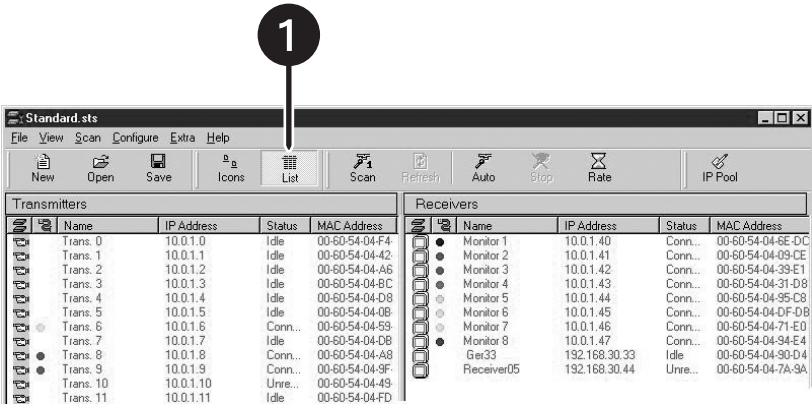 1
Standard.sts
File View Scan Configure Extra Help
New Open Save Icons List Scan Refresh Auto Stop Rate IP Pool
Transmitters
Name IP Address Status MAC Address
Trans. 0 10.0.1.0 Idle 00-60-54-04-F4-
Trans. 1 10.0.1.1 Idle 00-60-54-04-42-
Trans. 2 10.0.1.2 Idle 00-60-54-04-A6
Trans. 3 10.0.1.3 Idle 00-60-54-04-BC
Trans. 4 10.0.1.4 Idle 00-60-54-04-D8
Trans. 5 10.0.1.5 Idle 00-60-54-04-0B-
Trans. 6 10.0.1.6 Conn... 00-60-54-04-59-
Trans. 7 10.0.1.7 Idle 00-60-54-04-DB
Trans. 8 10.0.1.8 Conn... 00-60-54-04-A8
Trans. 9 10.0.1.9 Conn... 00-60-54-04-9F-
Trans. 10 10.0.1.10 Unre... 00-60-54-04-49-
Trans. 11 10.0.1.11 Idle 00-60-54-04-FD
Receivers
Name IP Address Status MAC Address
Monitor 1 10.0.1.40 Conn... 00-60-54-04-6E-DC
Monitor 2 10.0.1.41 Conn... 00-60-54-04-09-CE
Monitor 3 10.0.1.42 Conn... 00-60-54-04-39-E1
Monitor 4 10.0.1.43 Conn... 00-60-54-04-31-D8
Monitor 5 10.0.1.44 Conn... 00-60-54-04-95-C8
Monitor 6 10.0.1.45 Conn... 00-60-54-04-DF-DB
Monitor 7 10.0.1.46 Conn... 00-60-54-04-71-E0
Monitor 8 10.0.1.47 Conn... 00-60-54-04-94-E4
Ger33 192.168.30.33 Idle 00-60-54-04-90-D4
Receiver05 192.168.30.44 Unre... 00-60-54-04-7A-9A